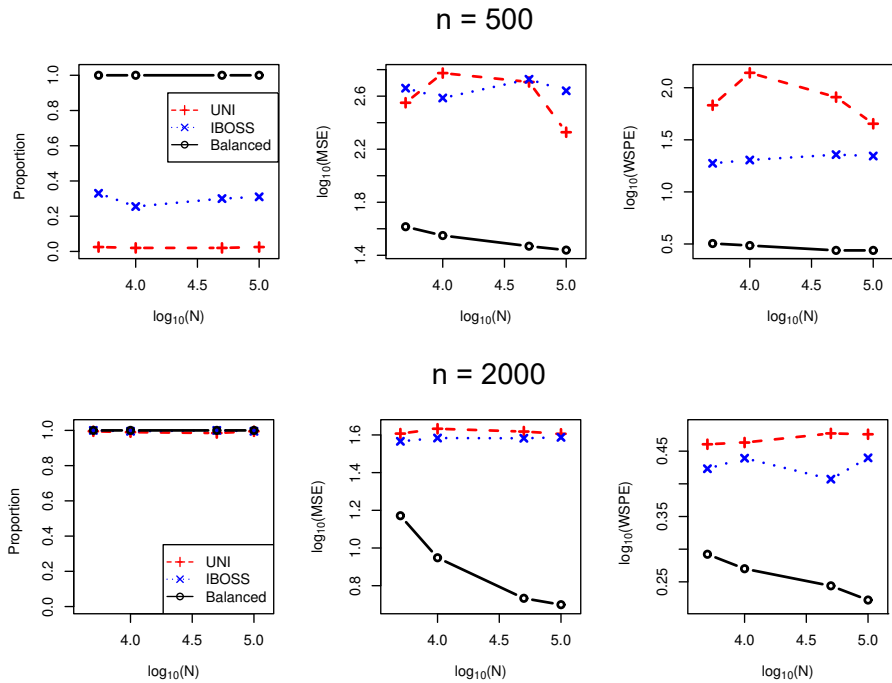 n = 500
Proportion
0.0 0.2 0.4 0.6 0.8 1.0
UNI
IBOSS
Balanced
4.0 4.5 5.0
log10(N)
log10(MSE)
1.4 1.8 2.2 2.6
4.0 4.5 5.0
log10(N)
log10(WSPE)
0.5 1.0 1.5 2.0
4.0 4.5 5.0
log10(N)
n = 2000
Proportion
0.0 0.2 0.4 0.6 0.8 1.0
UNI
IBOSS
Balanced
4.0 4.5 5.0
log10(N)
log10(MSE)
0.8 1.0 1.2 1.4 1.6
4.0 4.5 5.0
log10(N)
log10(WSPE)
0.25 0.35 0.45
4.0 4.5 5.0
log10(N)